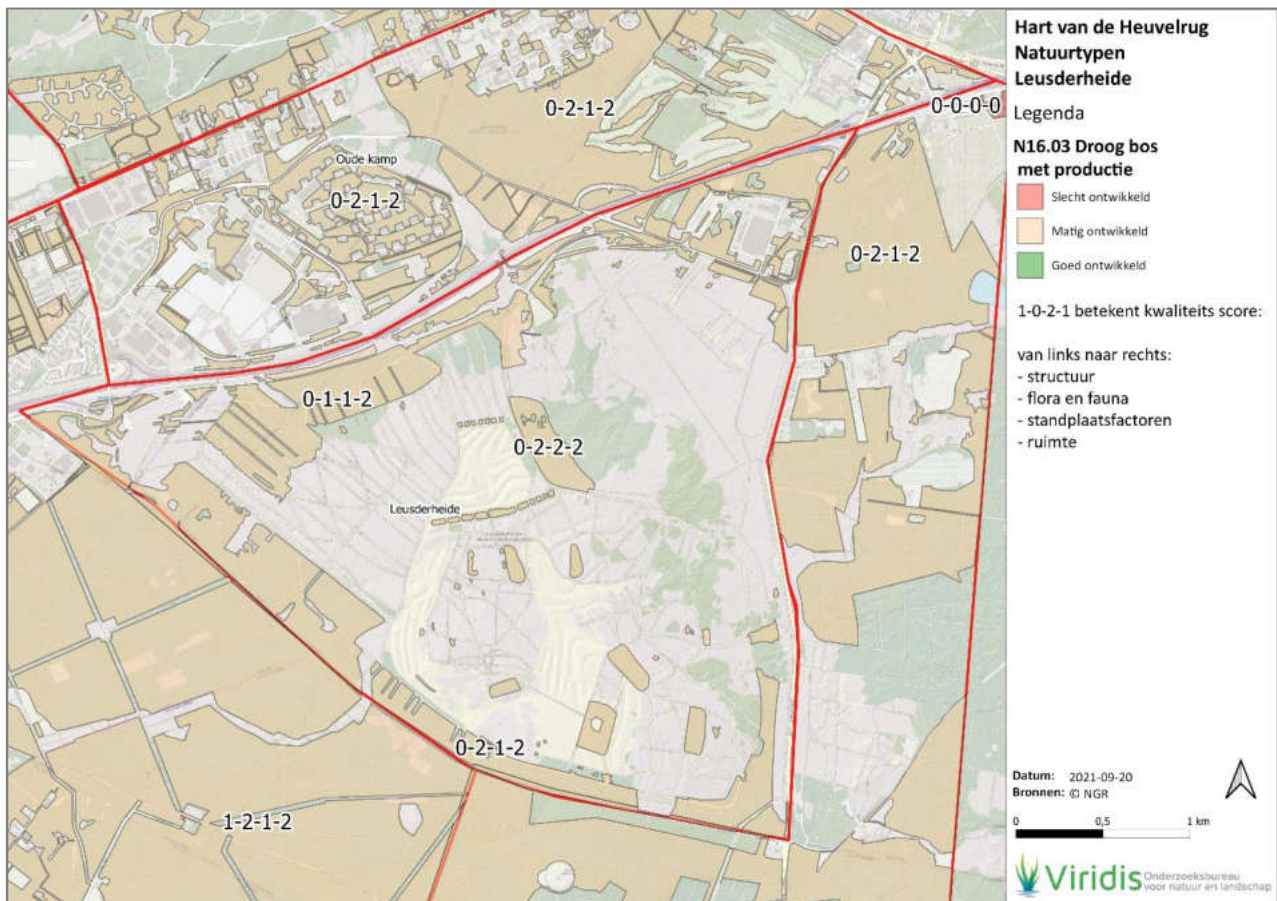 Hart van de Heuvelrug
Natuurtypen
Leusderheide
Legenda
N16.03 Droog bos
met productie
Slecht ontwikkeld
Matig ontwikkeld
Goed ontwikkeld
1-0-2-1 betekent kwaliteits score:
van links naar rechts:
- structuur
- flora en fauna
- standplaatsfactoren
- ruimte
0-0-0-0
0-2-1-2
Oude kamp
0-2-1-2
0-2-1-2
0-1-1-2
0-2-2-2
Leusderheide
0-2-1-2
1-2-1-2
Datum: 2021-09-20
Bronnen: © NGR
0 0,5 1 km
Viridis Onderzoeksbureau
voor natuur en landschap